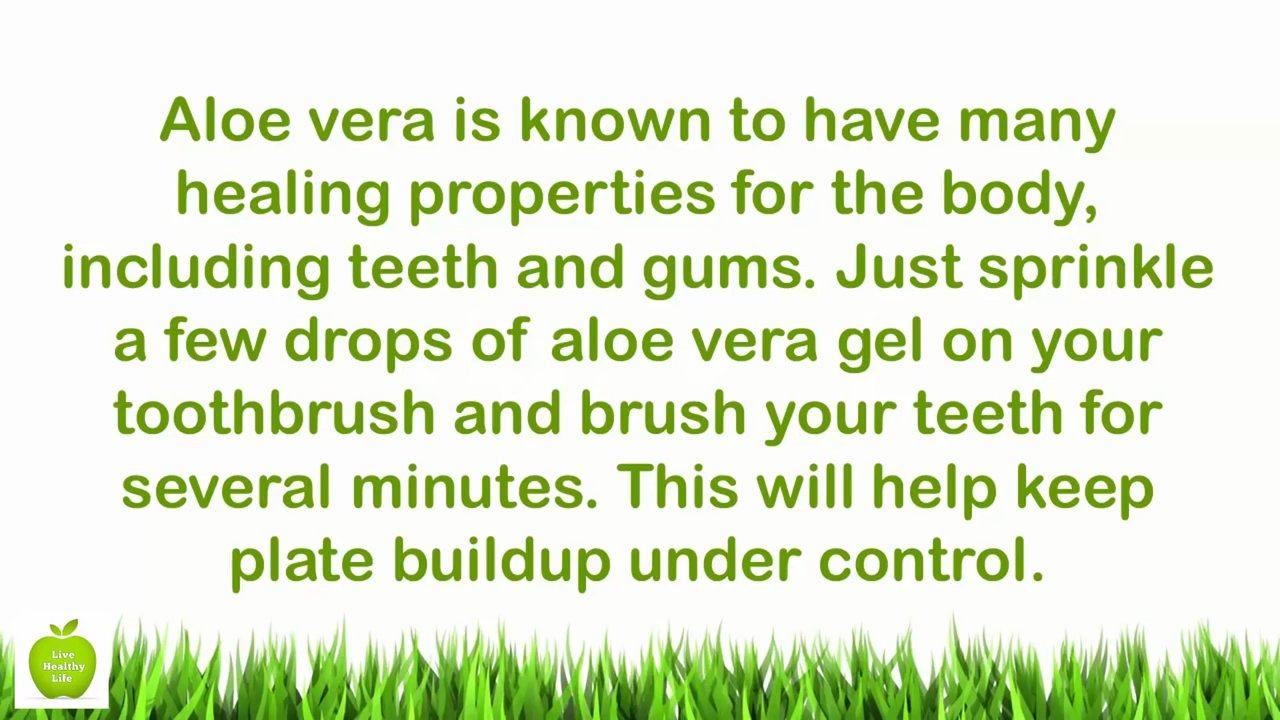 Aloe vera is known to have many
healing properties for the body,
including teeth and gums. Just sprinkle
a few drops of aloe vera gel on your
toothbrush and brush your teeth for
several minutes. This will help keep
plate buildup under control.
Live
Healthy
Life